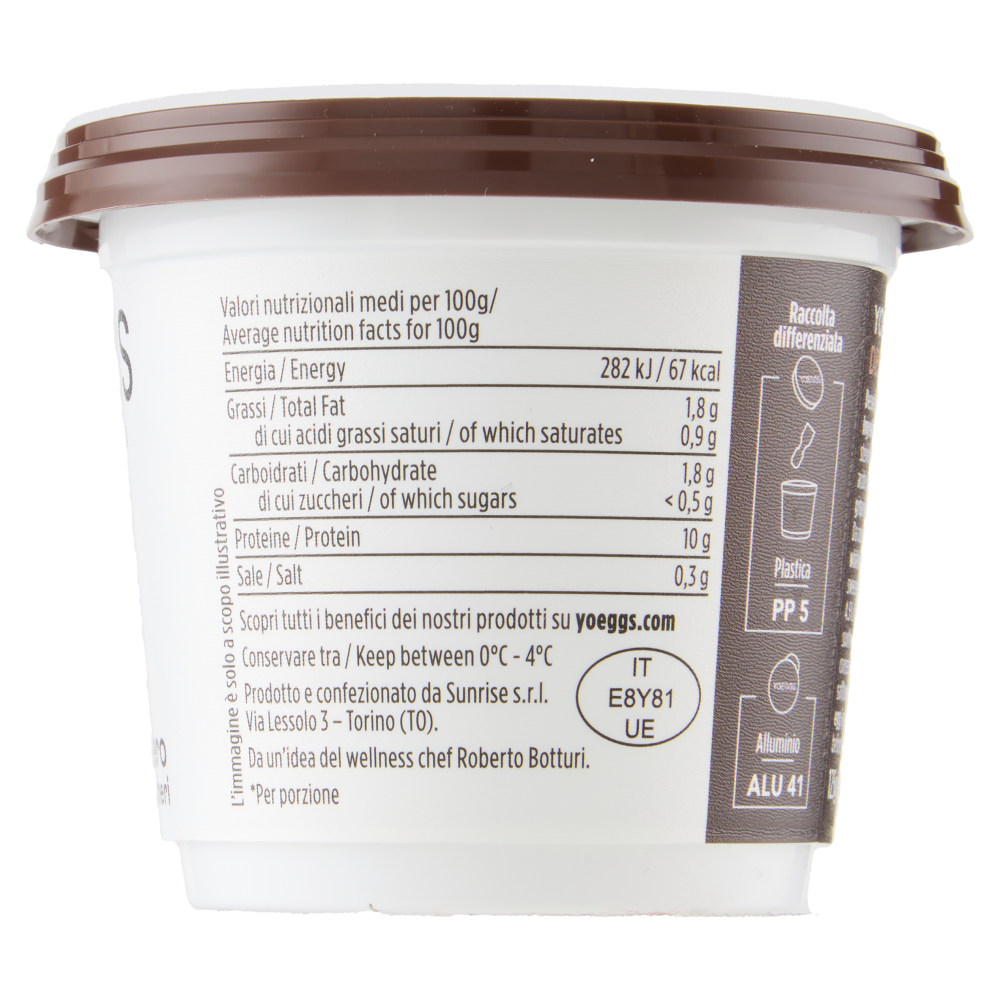 S
Valori nutrizionali medi per 100g/
Average nutrition facts for 100g
Energia / Energy 282 kJ / 67 kcal
Grassi / Total Fat 1,8 g
di cui acidi grassi saturi / of which saturates 0,9 g
Carboidrati / Carbohydrate 1,8 g
di cui zuccheri / of which sugars < 0,5 g
Proteine / Protein 10 g
Sale / Salt 0,3 g
Scopri tutti i benefici dei nostri prodotti su yoeggs.com
Conservare tra / Keep between 0°C - 4°C
Prodotto e confezionato da Sunrise s.r.l.
Via Lessolo 3 – Torino (TO).
Da un'idea del wellness chef Roberto Botturi.
*Per porzione
IT
E8Y81
UE
L'immagine è solo a scopo illustrativo
Raccolta
differenziata
Plastica
PP 5
Alluminio
ALU 41